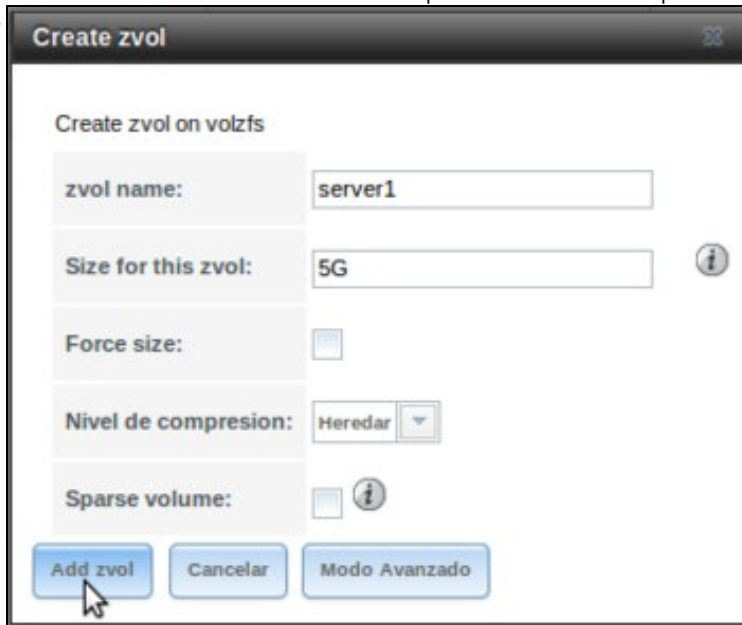 Create zvol
Create zvol on volzfs
zvol name: server1
Size for this zvol: 5G
Force size:
Nivel de compresion: Heredar
Sparse volume:
Add zvol Cancelar Modo Avanzado